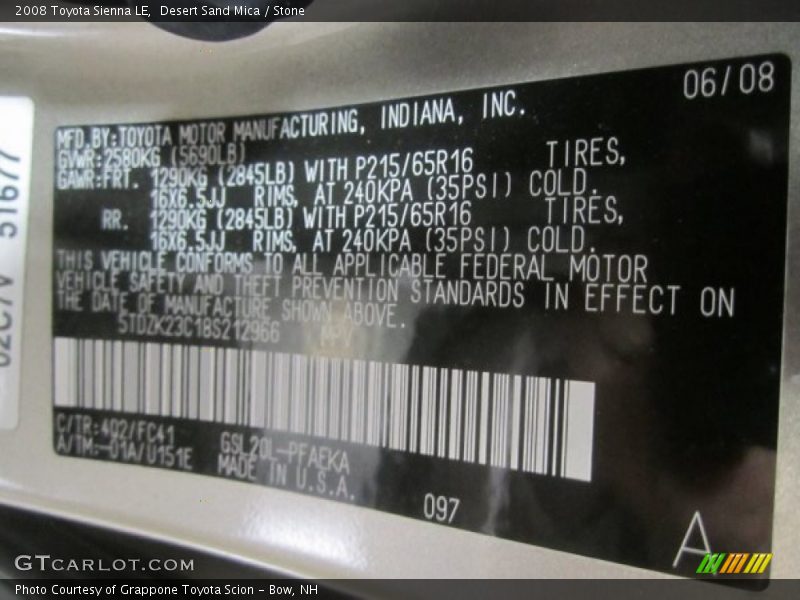 2008 Toyota Sienna LE, Desert Sand Mica / Stone
06/08
MFD.BY:TOYOTA MOTOR MANUFACTURING, INDIANA, INC.
GVWR:2580KG (5690LB)
GAWR:FRT. 1290KG (2845LB) WITH P215/65R16 TIRES,
16X6.5JJ RIMS, AT 240KPA (35PSI) COLD.
RR. 1290KG (2845LB) WITH P215/65R16 TIRES,
16X6.5JJ RIMS, AT 240KPA (35PSI) COLD.
THIS VEHICLE CONFORMS TO ALL APPLICABLE FEDERAL MOTOR
VEHICLE SAFETY AND THEFT PREVENTION STANDARDS IN EFFECT ON
THE DATE OF MANUFACTURE SHOWN ABOVE.
5TDZK23C18S212966 MPV
C/TR:4Q2/FC41
A/TM:-01A/U151E
GSL20L-PFAEKA
MADE IN U.S.A.
097
A
GTCARLOT.COM
Photo Courtesy of Grappone Toyota Scion - Bow, NH